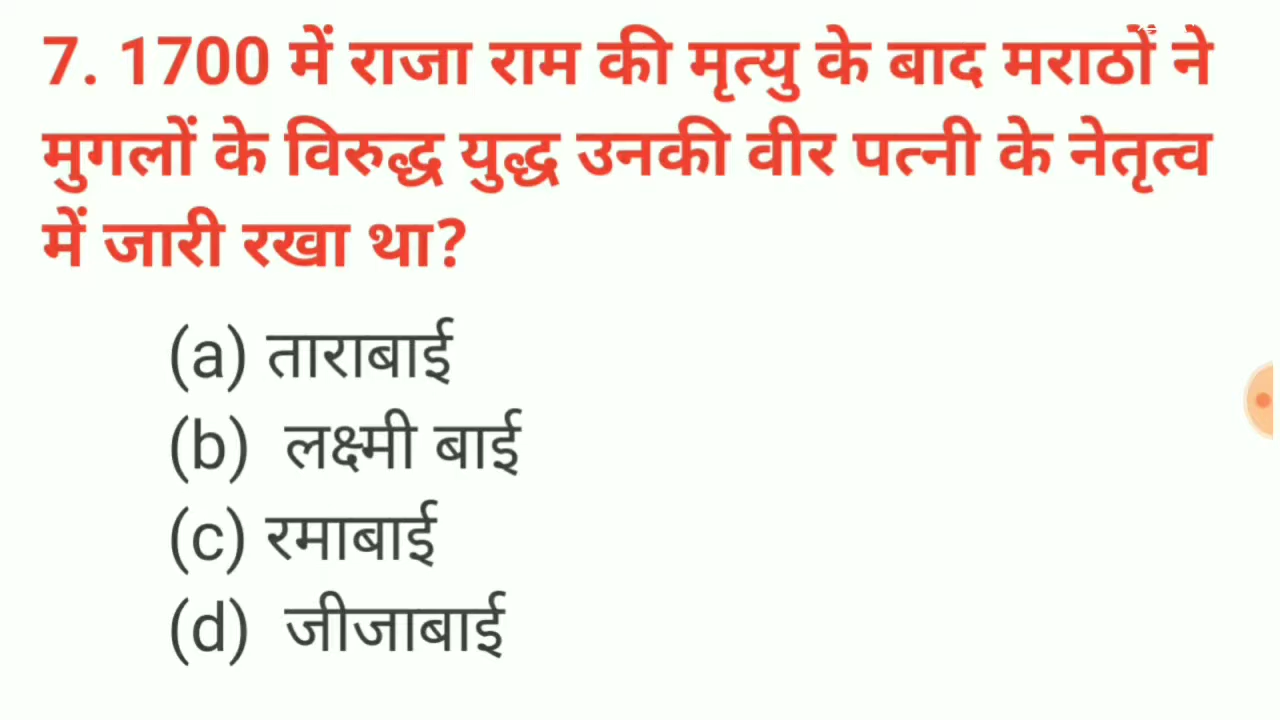 7. 1700 में राजा राम की मृत्यु के बाद मराठों ने
मुगलों के विरुद्ध युद्ध उनकी वीर पत्नी के नेतृत्व
में जारी रखा था?
(a) ताराबाई
(b) लक्ष्मी बाई
(c) रमाबाई
(d) जीजाबाई